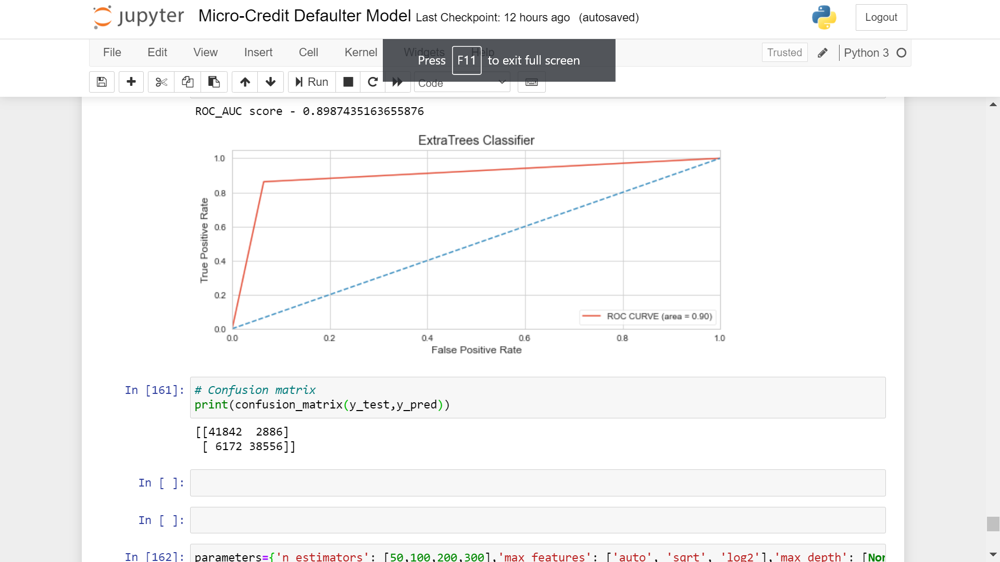 jupyter Micro-Credit Defaulter Model Last Checkpoint: 12 hours ago (autosaved) Logout
File Edit View Insert Cell Kernel Widgets Help Trusted Python 3
Press F11 to exit full screen
Run Code
ROC_AUC score - 0.8987435163655876
ExtraTrees Classifier
1.0
0.8
0.6
0.4
0.2
0.0
True Positive Rate
ROC CURVE (area = 0.90)
0.0 0.2 0.4 0.6 0.8 1.0
False Positive Rate
In [161]: # Confusion matrix
print(confusion_matrix(y_test,y_pred))
[[41842  2886]
[ 6172 38556]]
In [ ]:
In [ ]:
In [162]: parameters={'n_estimators': [50,100,200,300],'max_features': ['auto', 'sqrt', 'log2'],'max_depth': [Nor